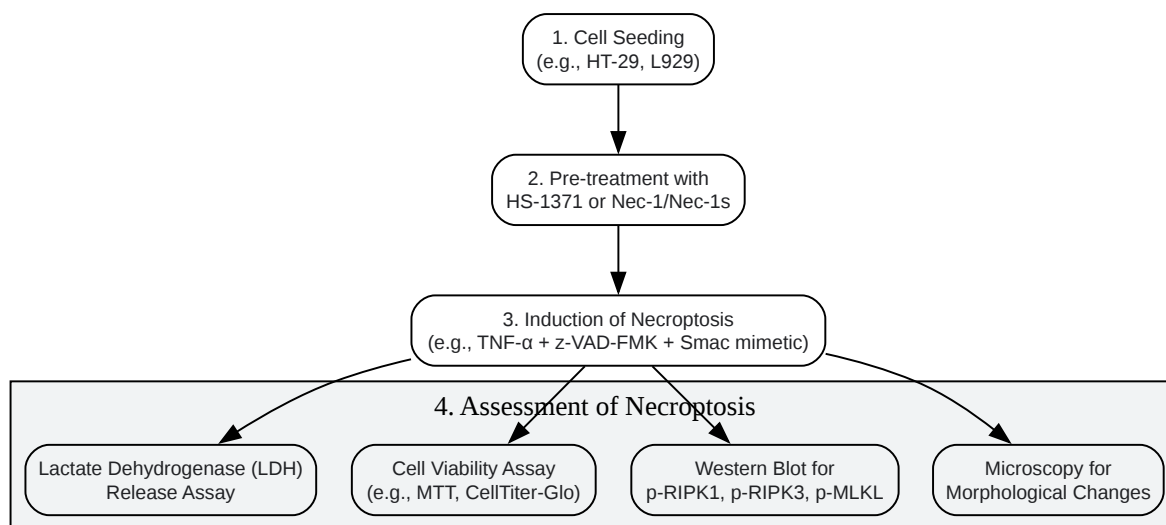 1. Cell Seeding
(e.g., HT-29, L929)
2. Pre-treatment with
HS-1371 or Nec-1/Nec-1s
3. Induction of Necroptosis
(e.g., TNF-α + z-VAD-FMK + Smac mimetic)
4. Assessment of Necroptosis
Lactate Dehydrogenase (LDH)
Release Assay
Cell Viability Assay
(e.g., MTT, CellTiter-Glo)
Western Blot for
p-RIPK1, p-RIPK3, p-MLKL
Microscopy for
Morphological Changes